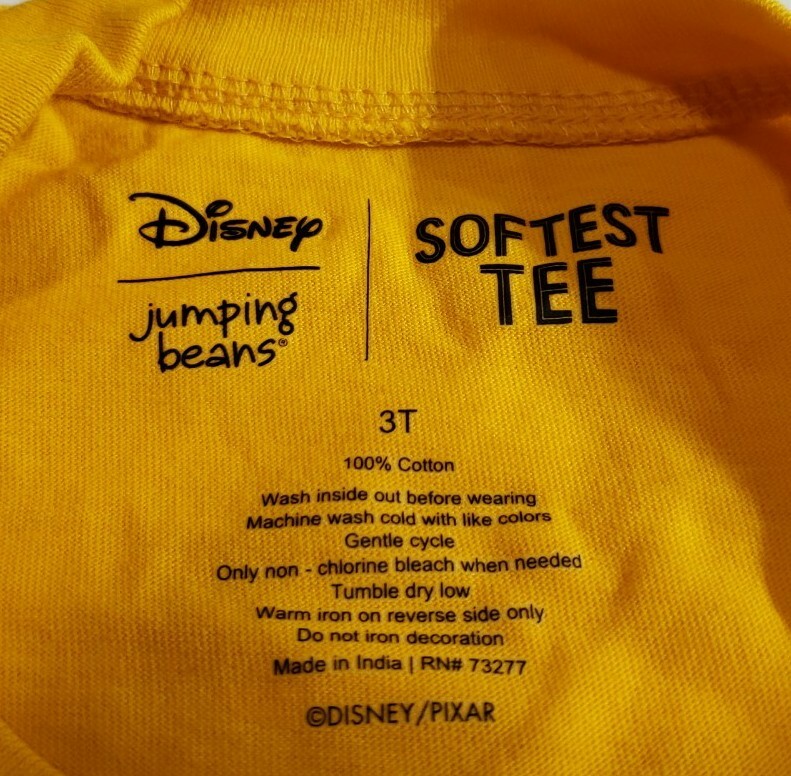 Disney
jumping
beans®
SOFTEST
TEE
3T
100% Cotton
Wash inside out before wearing
Machine wash cold with like colors
Gentle cycle
Only non - chlorine bleach when needed
Tumble dry low
Warm iron on reverse side only
Do not iron decoration
Made in India | RN# 73277
©DISNEY/PIXAR